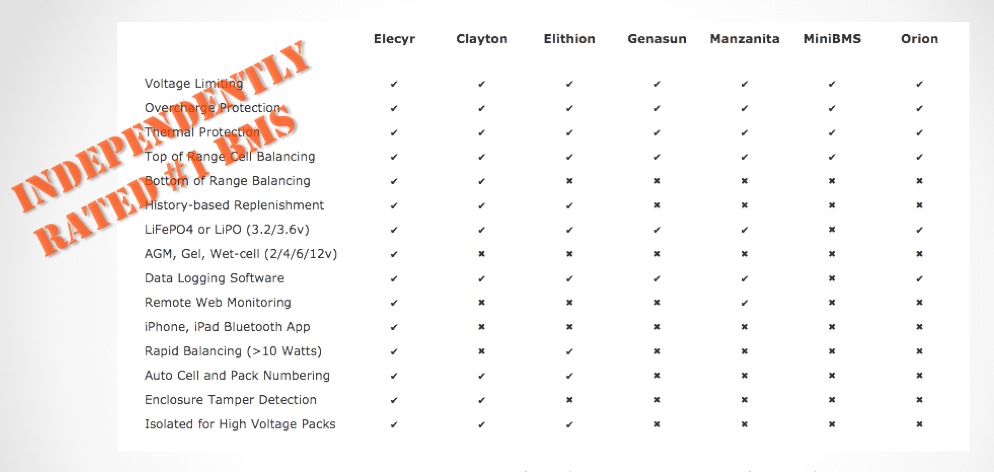 Elecyr Clayton Elithion Genasun Manzanita MiniBMS Orion
INDEPENDENTLY
RATED #1 BMS
Voltage Limiting ✔ ✔ ✔ ✔ ✔ ✔ ✔
Overcharge Protection ✔ ✔ ✔ ✔ ✔ ✔ ✔
Thermal Protection ✔ ✔ ✔ ✔ ✔ ✔ ✔
Top of Range Cell Balancing ✔ ✔ ✔ ✔ ✔ ✔ ✔
Bottom of Range Balancing ✔ ✔ ✖ ✖ ✖ ✖ ✖
History-based Replenishment ✔ ✔ ✔ ✖ ✖ ✖ ✖
LiFePO4 or LiPO (3.2/3.6v) ✔ ✔ ✔ ✔ ✔ ✖ ✔
AGM, Gel, Wet-cell (2/4/6/12v) ✔ ✖ ✖ ✖ ✖ ✖ ✖
Data Logging Software ✔ ✔ ✔ ✔ ✔ ✖ ✔
Remote Web Monitoring ✔ ✖ ✖ ✖ ✔ ✖ ✖
iPhone, iPad Bluetooth App ✔ ✖ ✖ ✖ ✖ ✖ ✖
Rapid Balancing (>10 Watts) ✔ ✖ ✔ ✖ ✖ ✖ ✖
Auto Cell and Pack Numbering ✔ ✔ ✔ ✖ ✖ ✖ ✖
Enclosure Tamper Detection ✔ ✔ ✖ ✖ ✖ ✖ ✖
Isolated for High Voltage Packs ✔ ✔ ✔ ✖ ✖ ✖ ✖